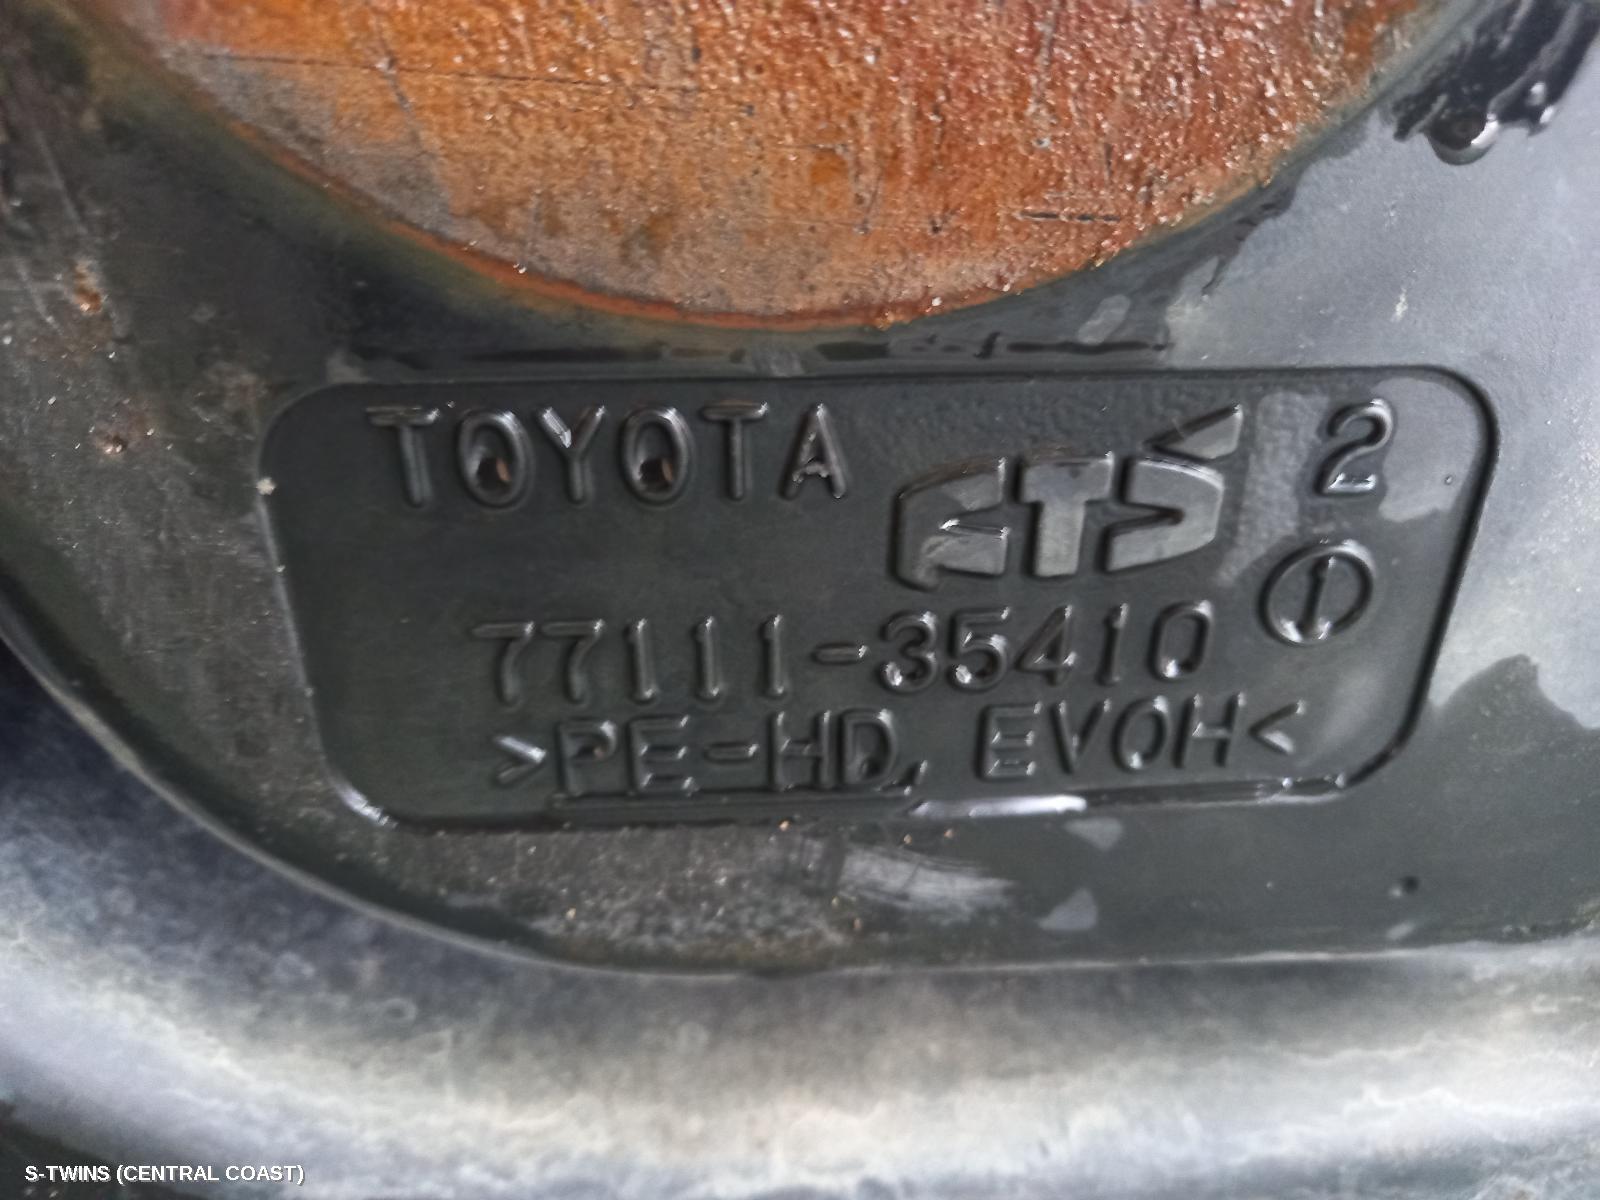 TOYOTA FTS 2
77111-35410
>PE-HD, EVOH<
S-TWINS (CENTRAL COAST)